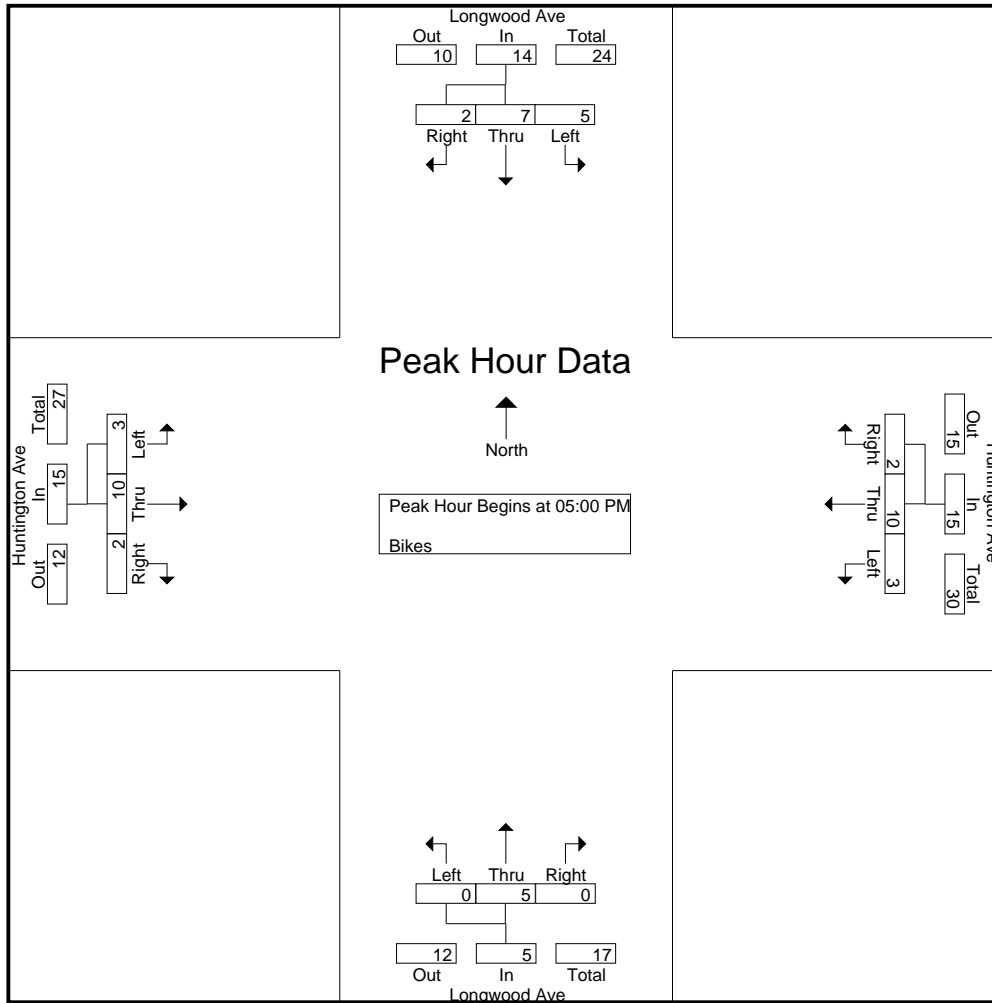 Longwood Ave
Out In Total
10 14 24
2 7 5
Right Thru Left
Peak Hour Data
North
Peak Hour Begins at 05:00 PM
Bikes
Huntington Ave
Total In Out
27 15 12
3 10 2
Left Thru Right
Huntington Ave
Out In Total
15 15 30
2 10 3
Right Thru Left
Left Thru Right
0 5 0
12 5 17
Out In Total
Longwood Ave